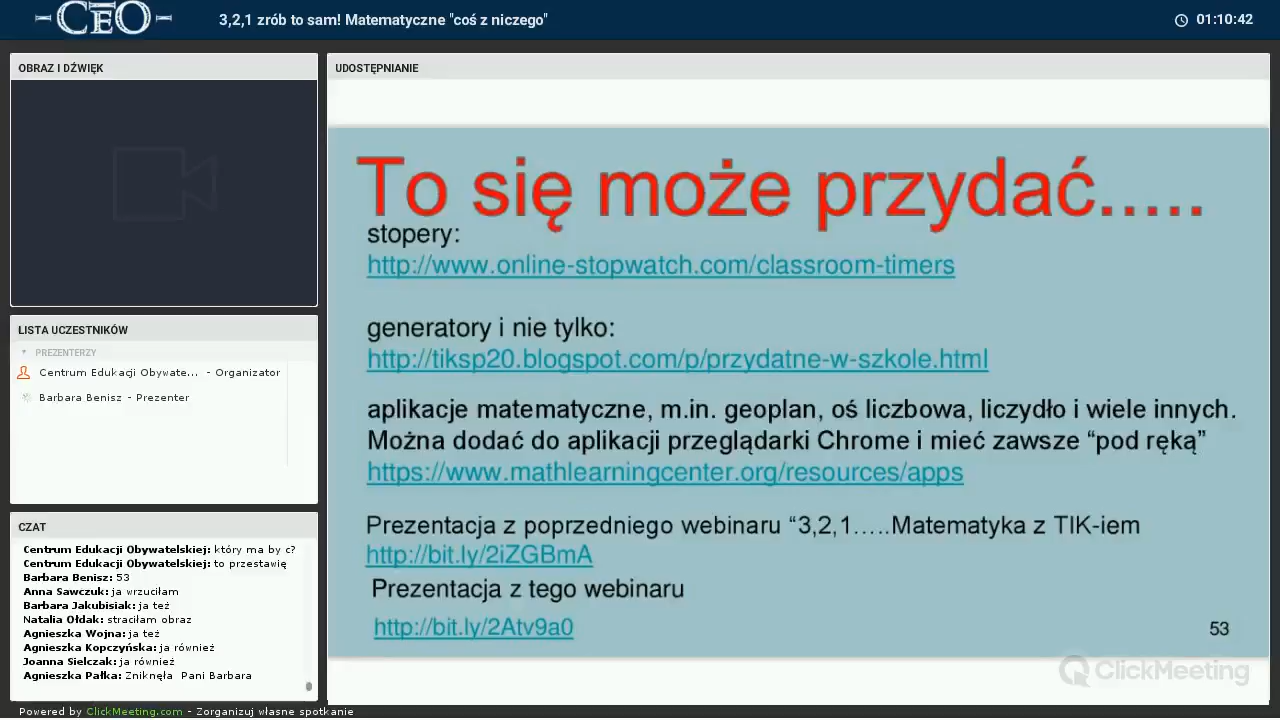 CEO
3,2,1 zrób to sam! Matematyczne "coś z niczego"
01:10:42
OBRAZ I DŹWIĘK
LISTA UCZESTNIKÓW
PREZENTERZY
Centrum Edukacji Obywate... - Organizator
Barbara Benisz - Prezenter
CZAT
Centrum Edukacji Obywatelskiej: który ma by c?
Centrum Edukacji Obywatelskiej: to przestawię
Barbara Benisz: 53
Anna Sawczuk: ja wrzuciłam
Barbara Jakubisiak: ja też
Natalia Ołdak: straciłam obraz
Agnieszka Wojna: ja też
Agnieszka Kopczyńska: ja również
Joanna Sielczak: ja również
Agnieszka Pałka: Zniknęła Pani Barbara
UDOSTĘPNIANIE
To się może przydać.....
stopery:
http://www.online-stopwatch.com/classroom-timers
generatory i nie tylko:
http://tiksp20.blogspot.com/p/przydatne-w-szkole.html
aplikacje matematyczne, m.in. geoplan, oś liczbowa, liczydło i wiele innych.
Można dodać do aplikacji przeglądarki Chrome i mieć zawsze “pod ręką”
https://www.mathlearningcenter.org/resources/apps
Prezentacja z poprzedniego webinaru “3,2,1…..Matematyka z TIK-iem
http://bit.ly/2iZGBmA
Prezentacja z tego webinaru
http://bit.ly/2Atv9a0
53
ClickMeeting
Powered by ClickMeeting.com - Zorganizuj własne spotkanie